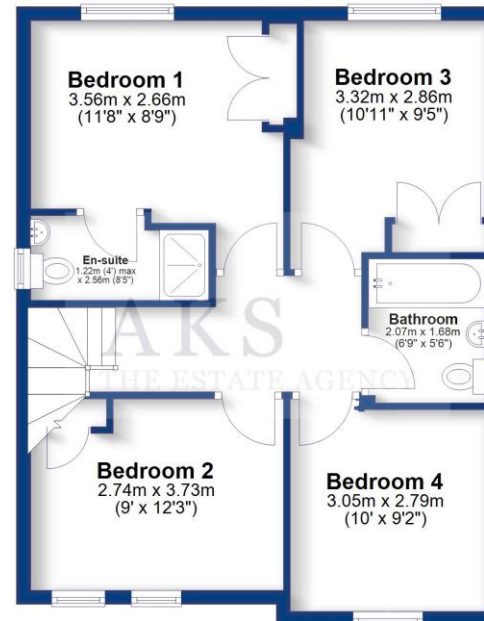 Bedroom 1
3.56m x 2.66m
(11'8" x 8'9")
Bedroom 3
3.32m x 2.86m
(10'11" x 9'5")
En-suite
1.22m (4') max
x 2.56m (8'5")
Bathroom
2.07m x 1.68m
(6'9" x 5'6")
AKS
THE ESTATE AGENCY
Bedroom 2
2.74m x 3.73m
(9' x 12'3")
Bedroom 4
3.05m x 2.79m
(10' x 9'2")